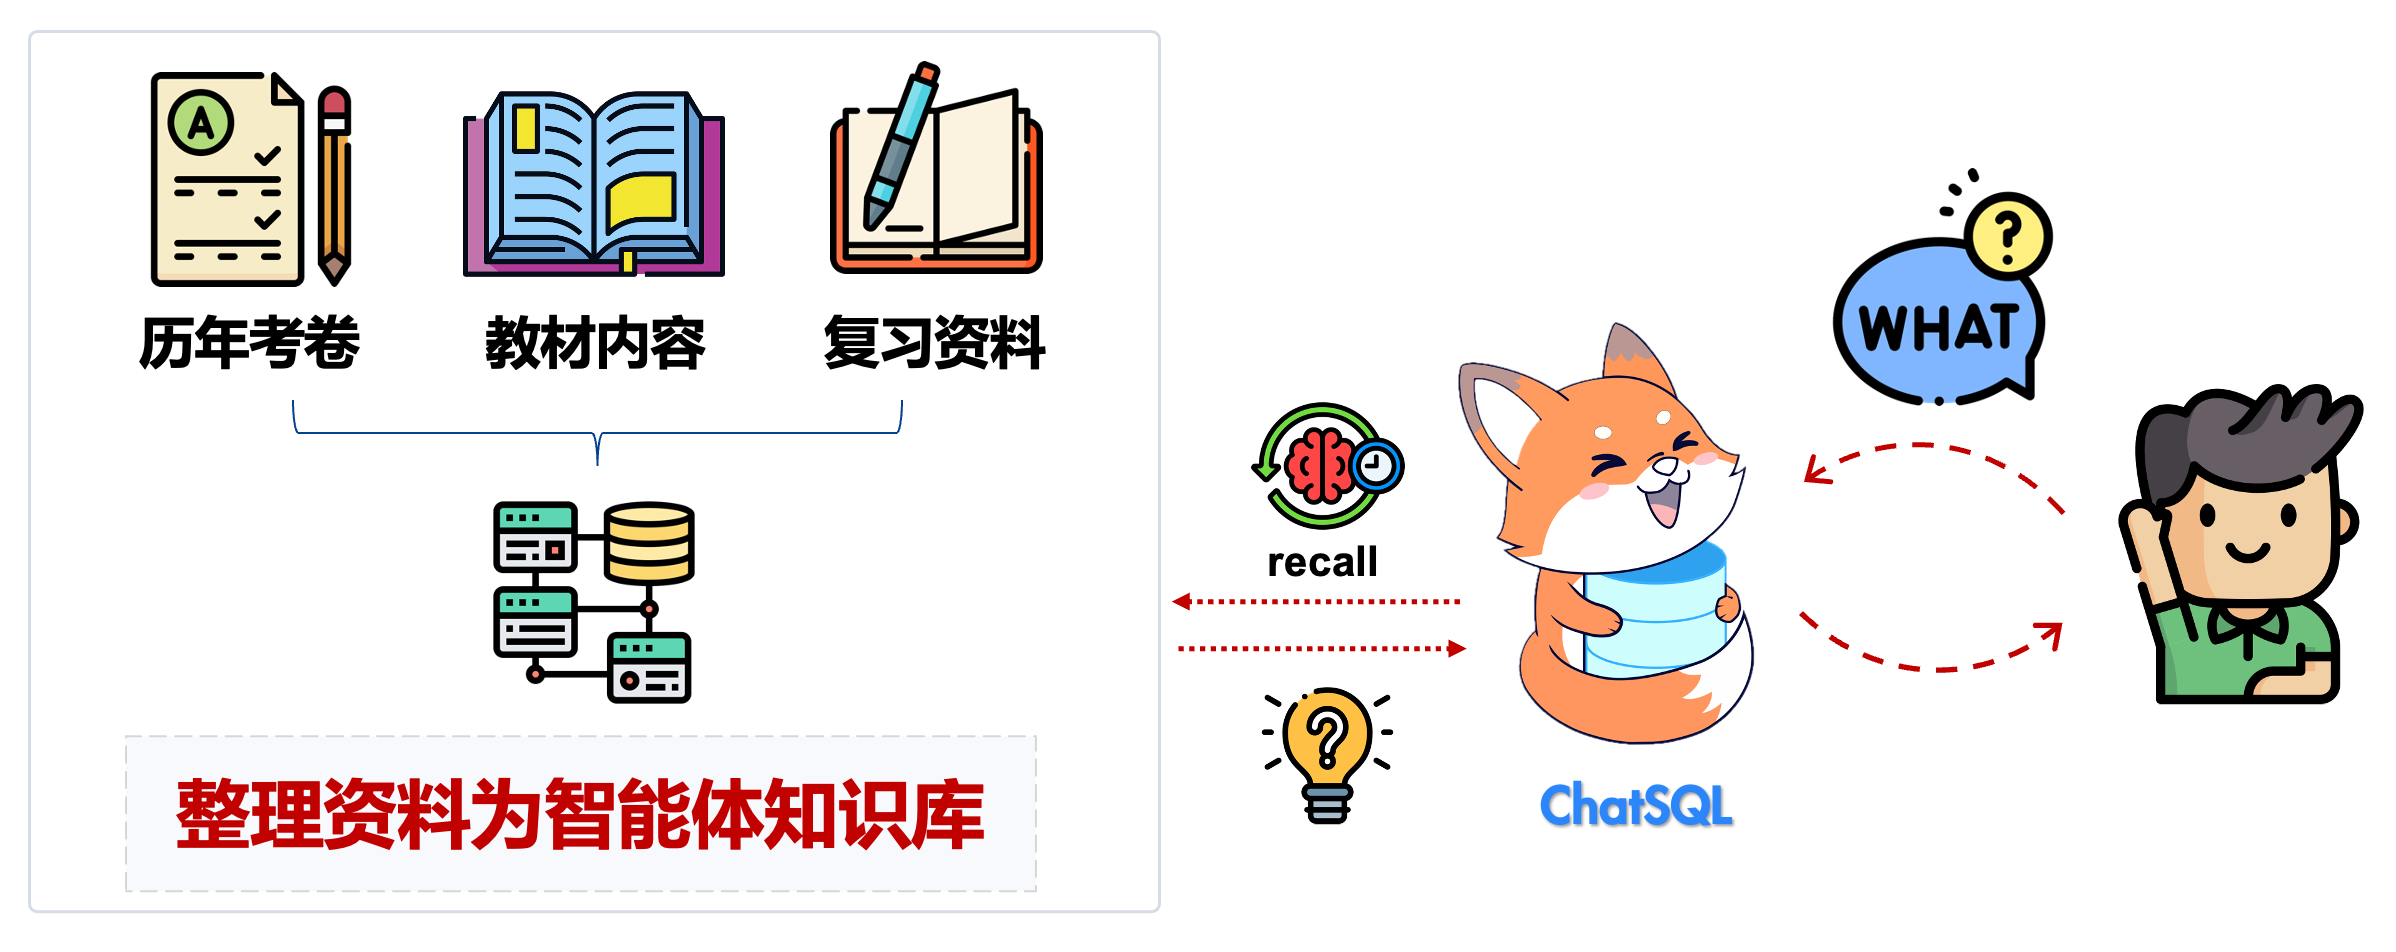 A
历年考卷
教材内容
复习资料
整理资料为智能体知识库
recall
?
ChatSQL
?
WHAT